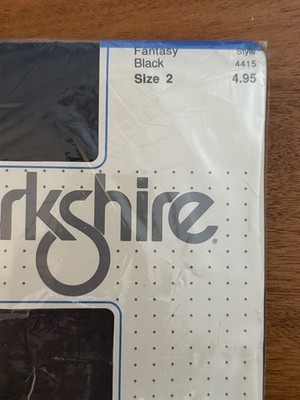 Fantasy Style
Black 4415
Size 2 4.95
rkshire®